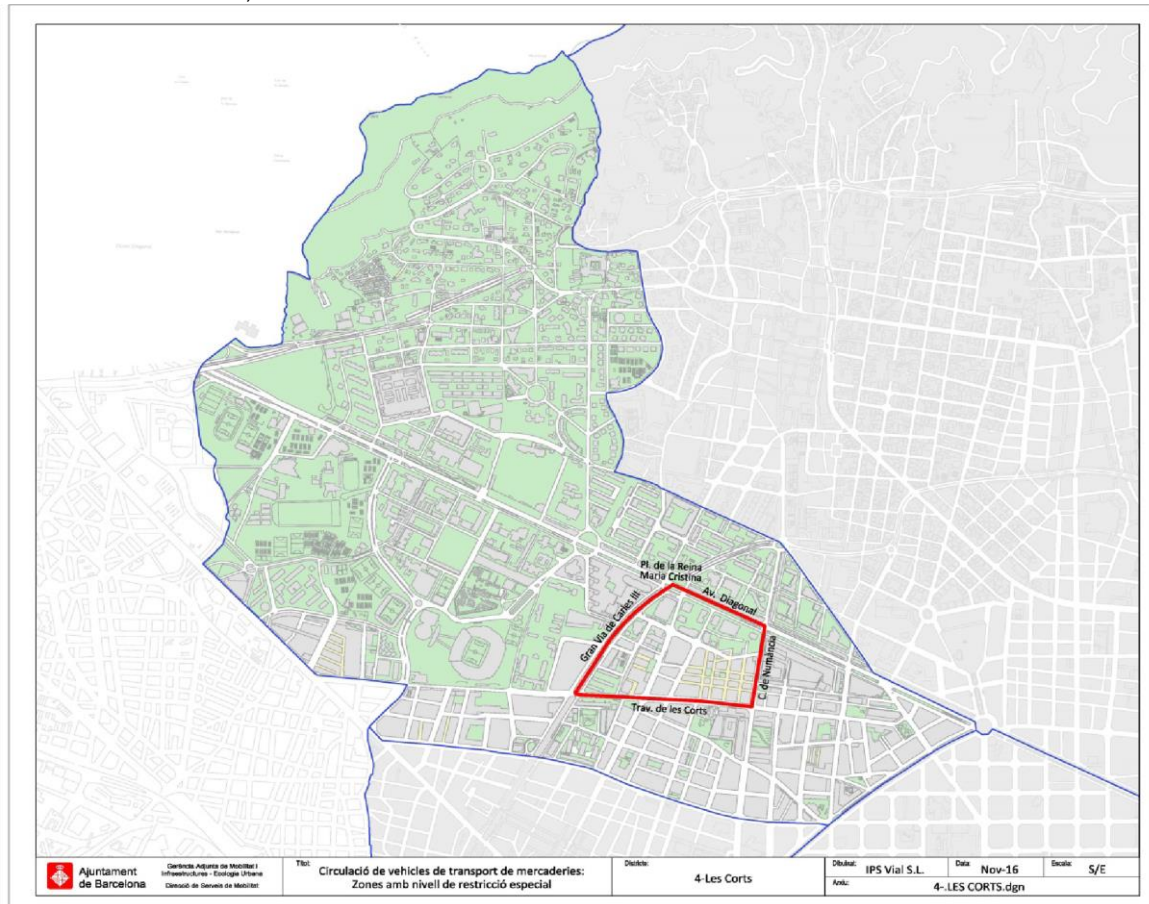 Pl. de la Reina
Maria Cristina
Av. Diagonal
Gran Via de Carles III
C. de Numància
Trav. de les Corts
Ajuntament
de Barcelona
Gerència Adjunta de Mobilitat i
Infraestructures - Ecologia Urbana
Direcció de Serveis de Mobilitat
Títol:
Circulació de vehicles de transport de mercaderies:
Zones amb nivell de restricció especial
Districte:
4-Les Corts
Dibuixat:
IPS Vial S.L.
Data
Nov-16
Escala:
S/E
Arxiu:
4-.LES CORTS.dgn